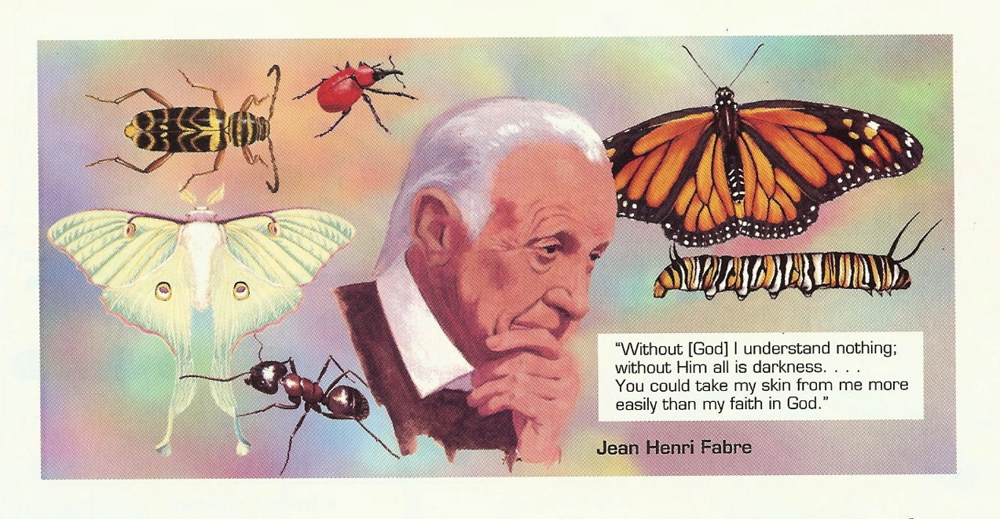 “Without [God] I understand nothing;
without Him all is darkness. . . .
You could take my skin from me more
easily than my faith in God.”
Jean Henri Fabre